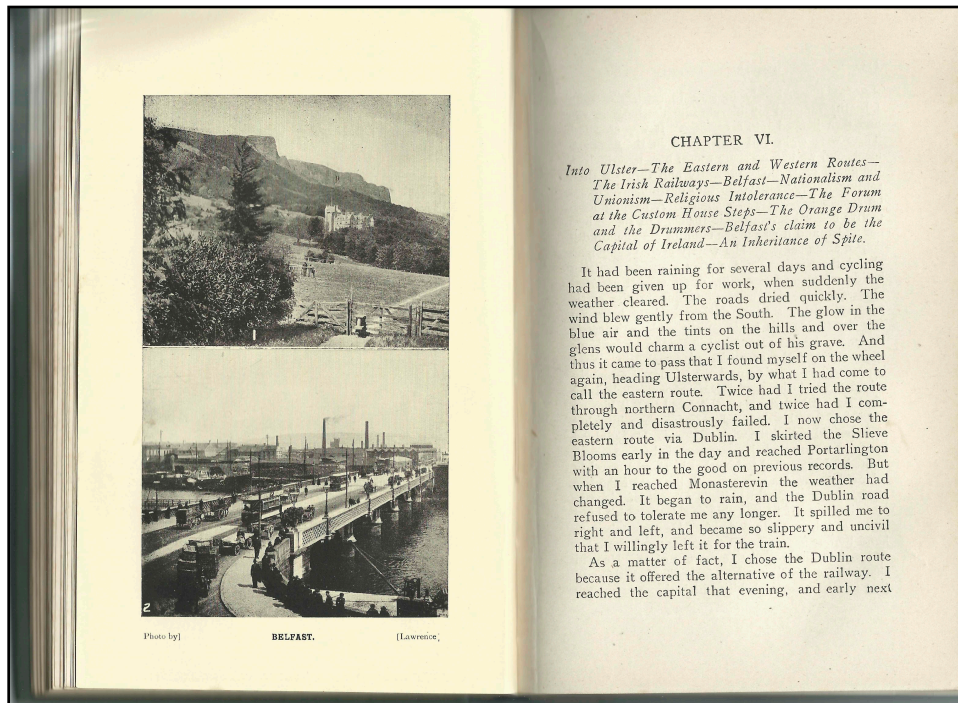 2
Photo by] BELFAST. [Lawrence]
CHAPTER VI.
Into Ulster—The Eastern and Western Routes—
The Irish Railways—Belfast—Nationalism and
Unionism—Religious Intolerance—The Forum
at the Custom House Steps—The Orange Drum
and the Drummers—Belfast's claim to be the
Capital of Ireland—An Inheritance of Spite.
It had been raining for several days and cycling
had been given up for work, when suddenly the
weather cleared. The roads dried quickly. The
wind blew gently from the South. The glow in the
blue air and the tints on the hills and over the
glens would charm a cyclist out of his grave. And
thus it came to pass that I found myself on the wheel
again, heading Ulsterwards, by what I had come to
call the eastern route. Twice had I tried the route
through northern Connacht, and twice had I com-
pletely and disastrously failed. I now chose the
eastern route via Dublin. I skirted the Slieve
Blooms early in the day and reached Portarlington
with an hour to the good on previous records. But
when I reached Monasterevin the weather had
changed. It began to rain, and the Dublin road
refused to tolerate me any longer. It spilled me to
right and left, and became so slippery and uncivil
that I willingly left it for the train.
As a matter of fact, I chose the Dublin route
because it offered the alternative of the railway. I
reached the capital that evening, and early next